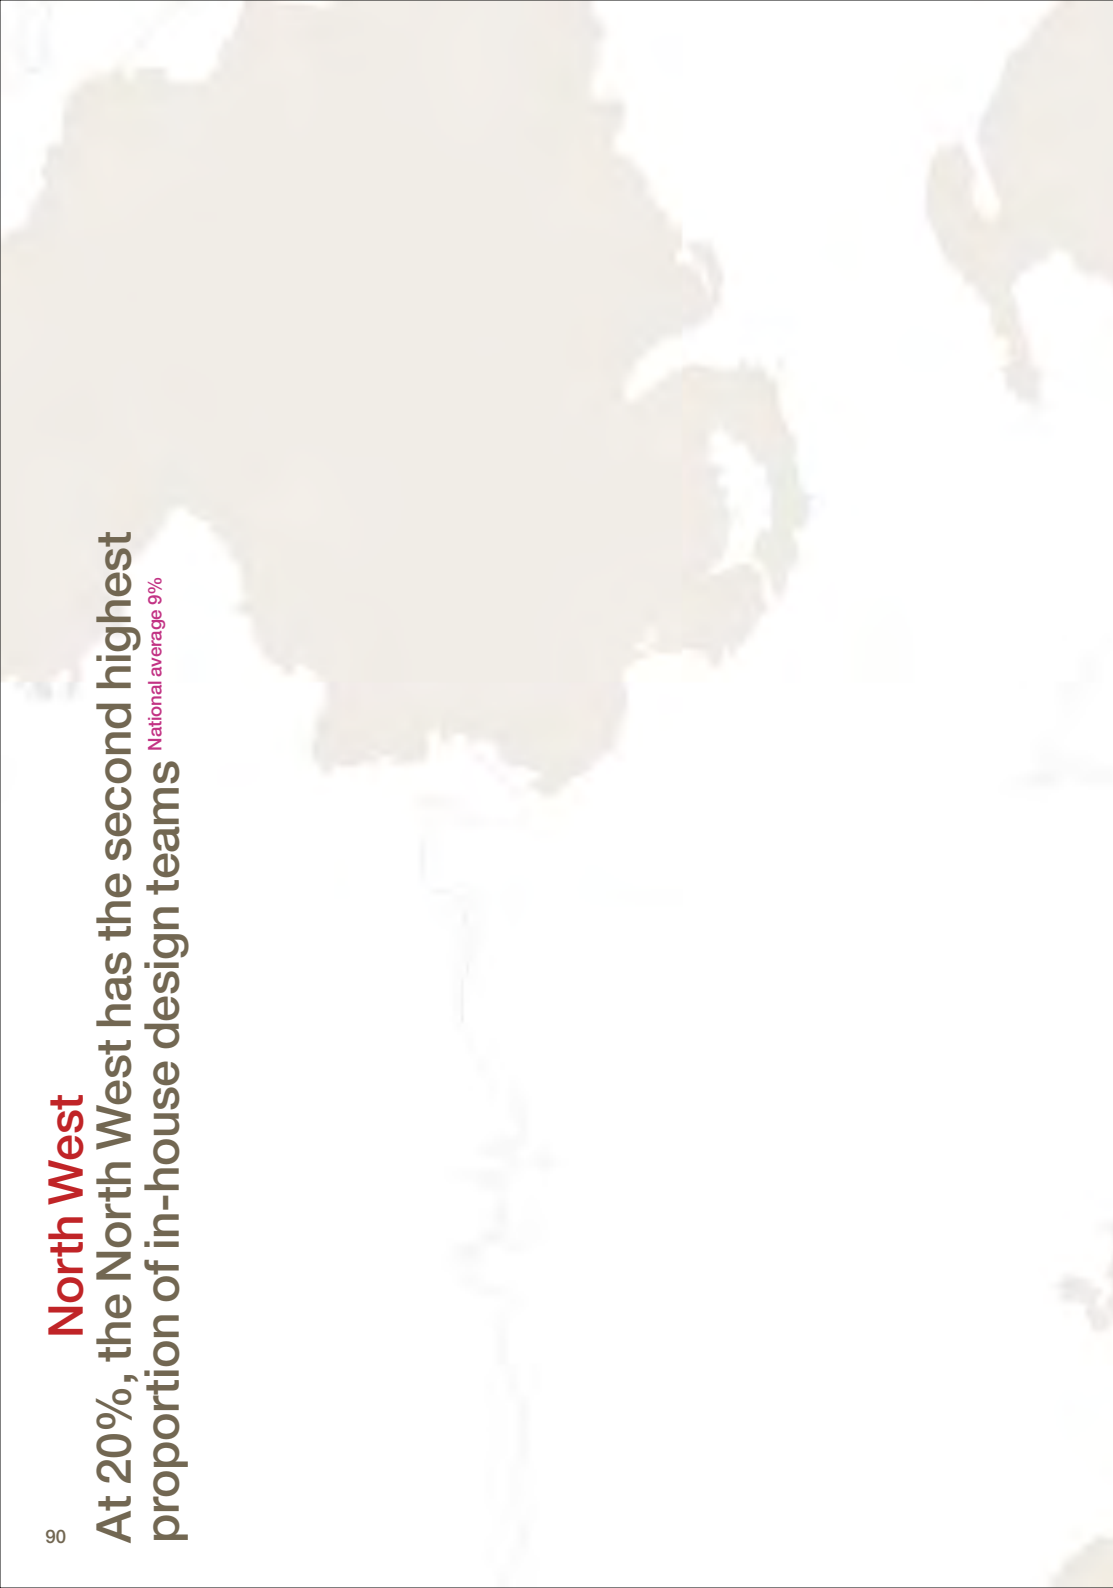 North West
At 20%, the North West has the second highest
proportion of in-house design teams National average 9%
90